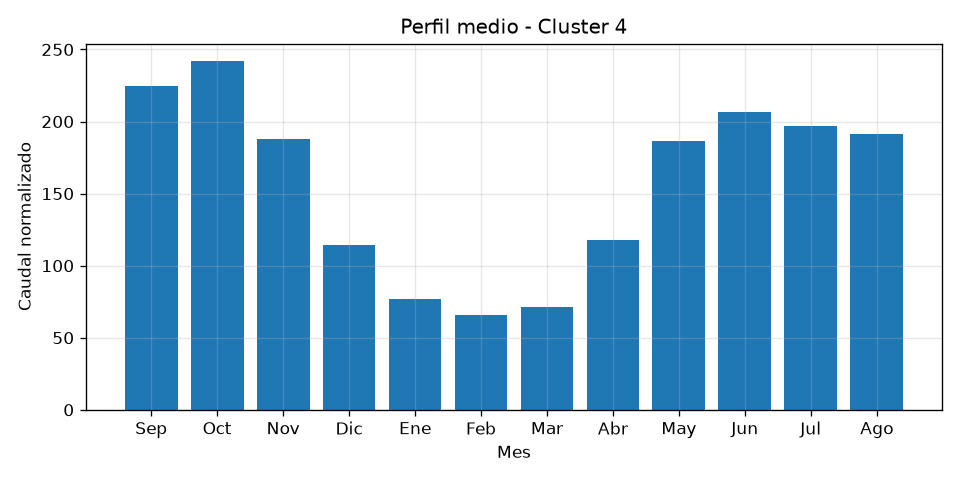 Perfil medio - Cluster 4
250
200
150
100
50
0
Caudal normalizado
Sep Oct Nov Dic Ene Feb Mar Abr May Jun Jul Ago
Mes